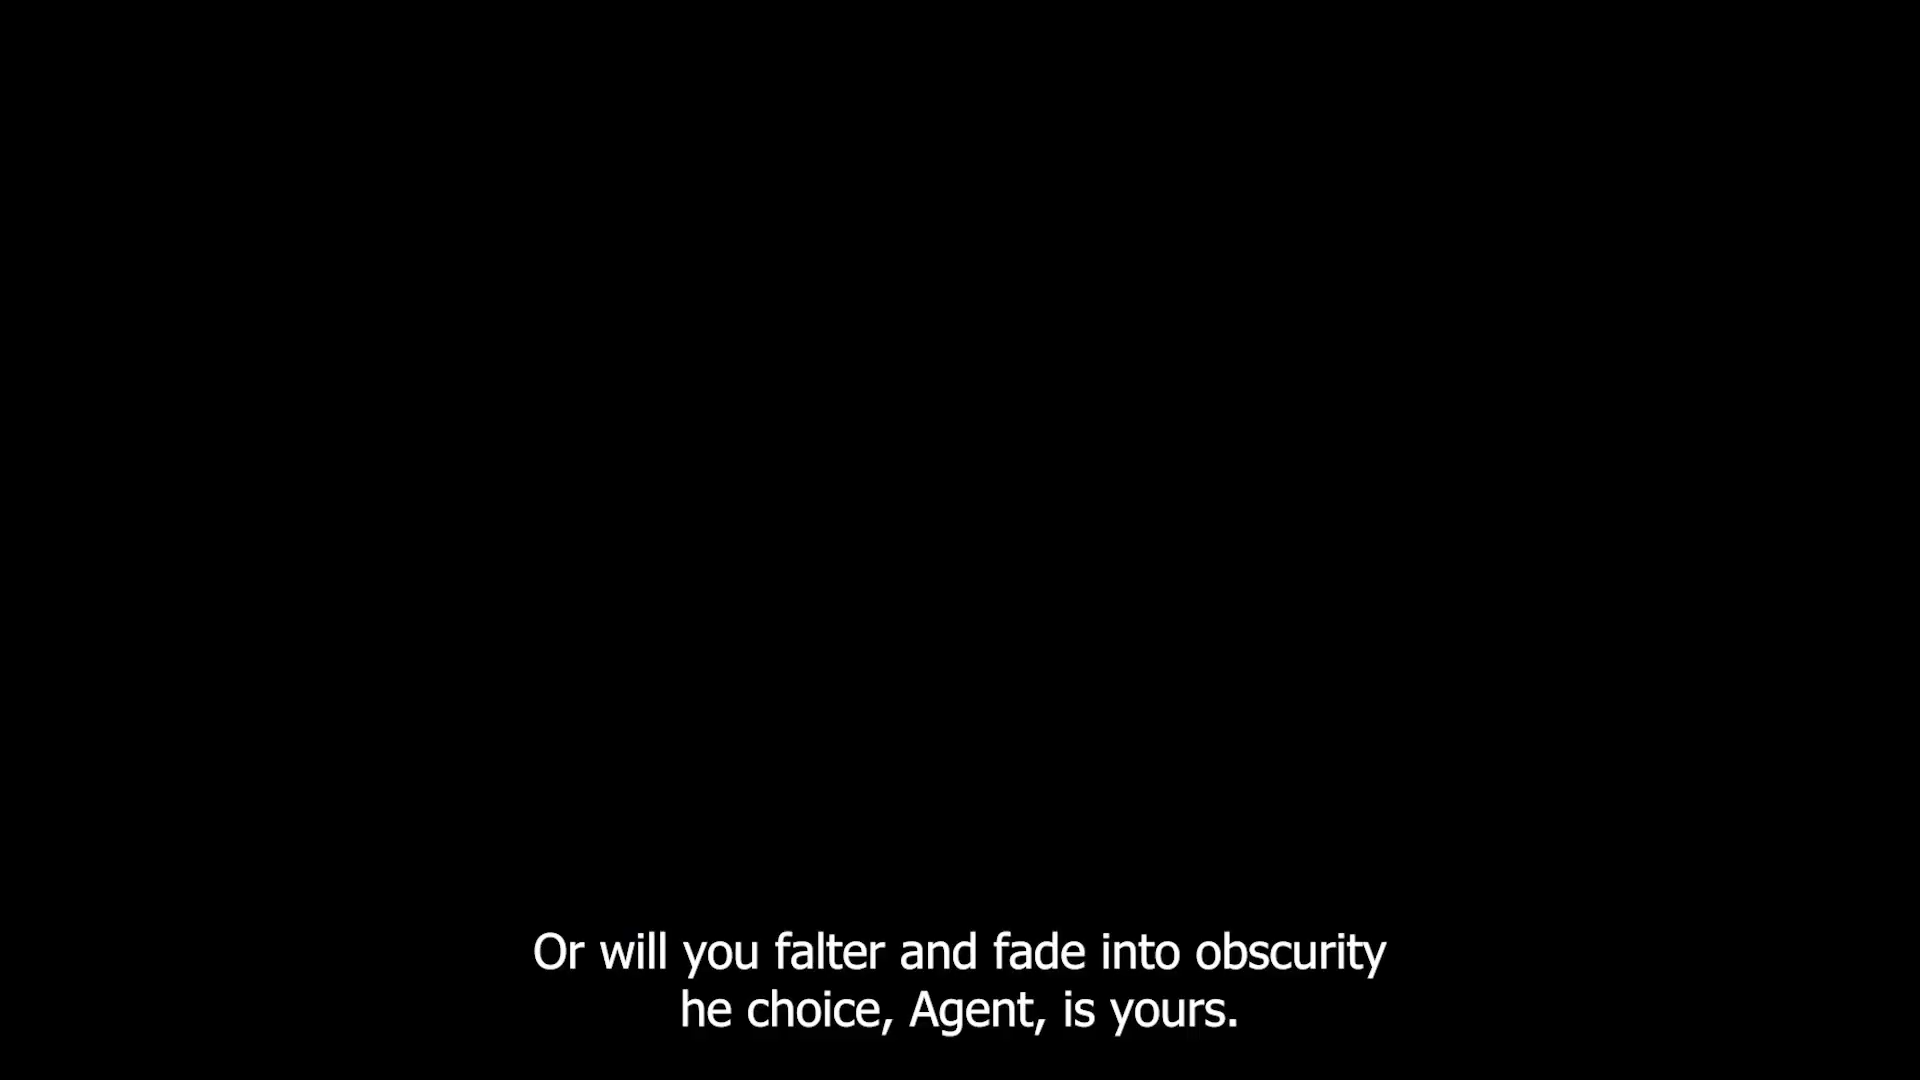 Or will you falter and fade into obscurity
he choice, Agent, is yours.